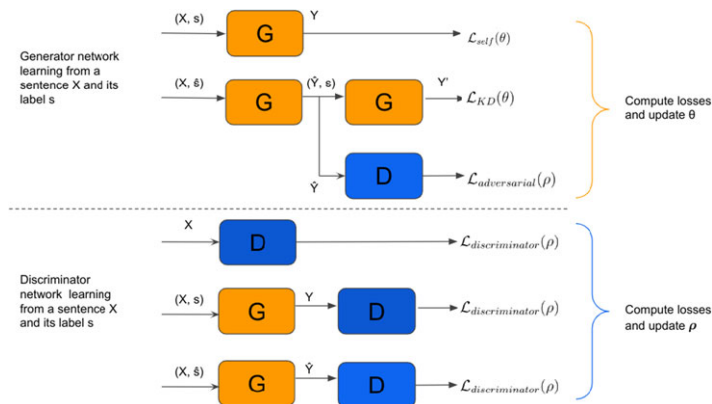 (X, s)
G
Y
ℒ_self(θ)
Generator network
learning from a
sentence X and its
label s
(X, ŝ)
G
(Ŷ, s)
G
Y'
ℒ_KD(θ)
Compute losses
and update θ
Ŷ
D
ℒ_adversarial(ρ)
X
D
ℒ_discriminator(ρ)
Discriminator
network learning
from a sentence X
and its label s
(X, s)
G
Y
D
ℒ_discriminator(ρ)
Compute losses
and update ρ
(X, ŝ)
G
Ŷ
D
ℒ_discriminator(ρ)